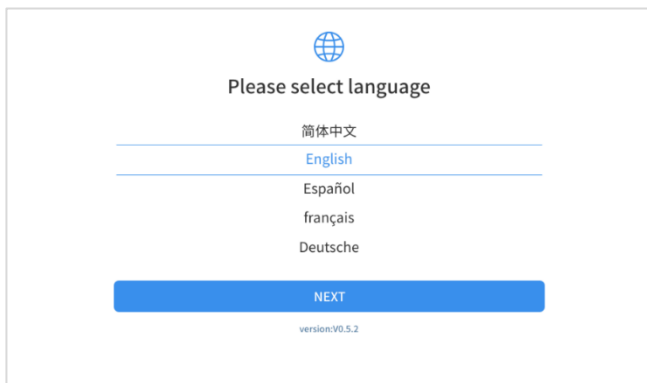 Please select language
简体中文
English
Español
français
Deutsche
NEXT
version:V0.5.2